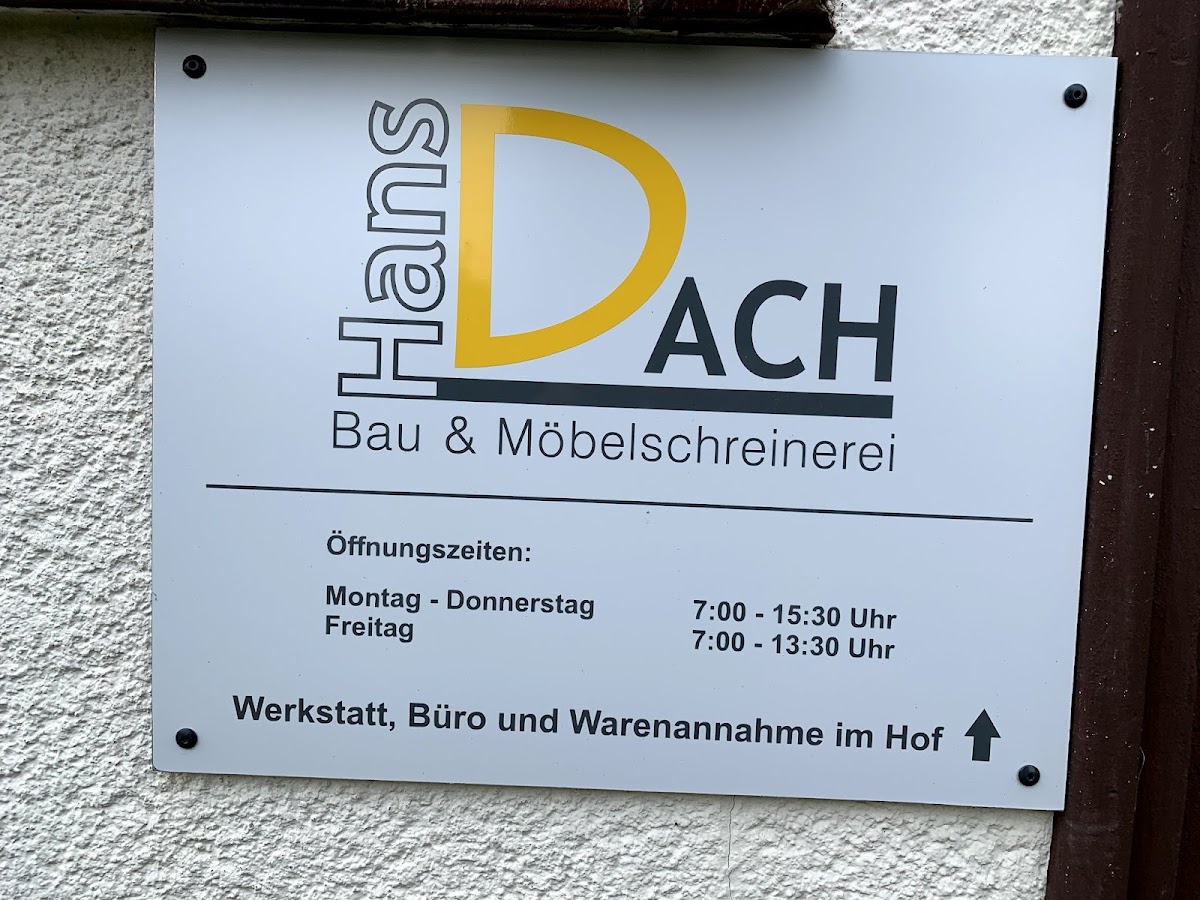 Hans DACH
Bau & Möbelschreinerei
Öffnungszeiten:
Montag - Donnerstag 7:00 - 15:30 Uhr
Freitag 7:00 - 13:30 Uhr
Werkstatt, Büro und Warenannahme im Hof